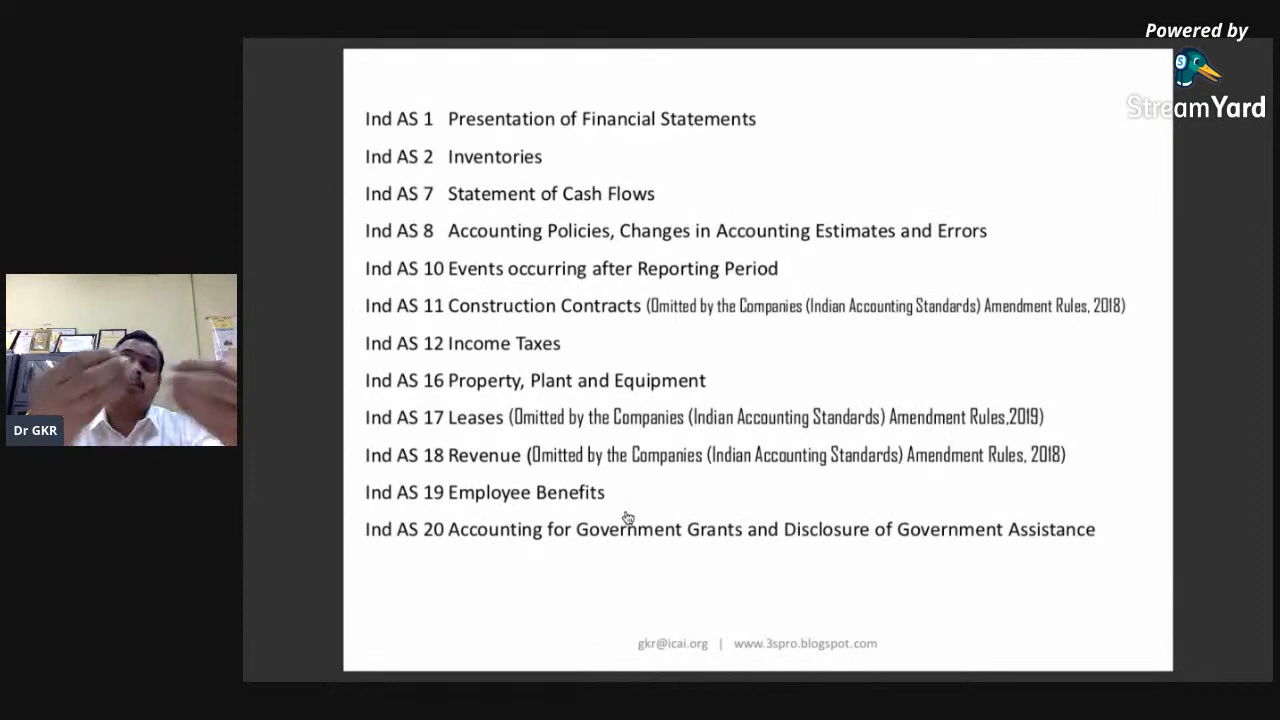 Powered by
StreamYard
Ind AS 1 Presentation of Financial Statements
Ind AS 2 Inventories
Ind AS 7 Statement of Cash Flows
Ind AS 8 Accounting Policies, Changes in Accounting Estimates and Errors
Ind AS 10 Events occurring after Reporting Period
Ind AS 11 Construction Contracts (Omitted by the Companies (Indian Accounting Standards) Amendment Rules, 2018)
Ind AS 12 Income Taxes
Ind AS 16 Property, Plant and Equipment
Ind AS 17 Leases (Omitted by the Companies (Indian Accounting Standards) Amendment Rules,2019)
Ind AS 18 Revenue (Omitted by the Companies (Indian Accounting Standards) Amendment Rules, 2018)
Ind AS 19 Employee Benefits
Ind AS 20 Accounting for Government Grants and Disclosure of Government Assistance
Dr GKR
gkr@icai.org | www.3spro.blogspot.com